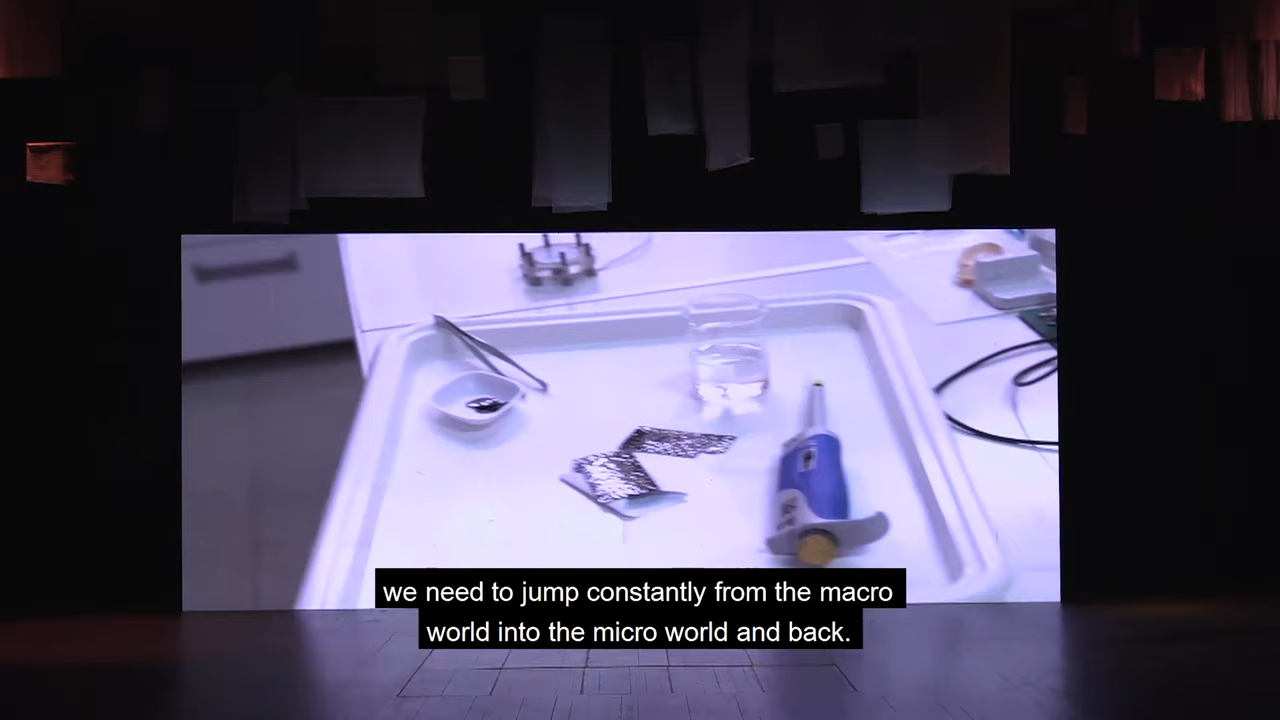 we need to jump constantly from the macro
world into the micro world and back.